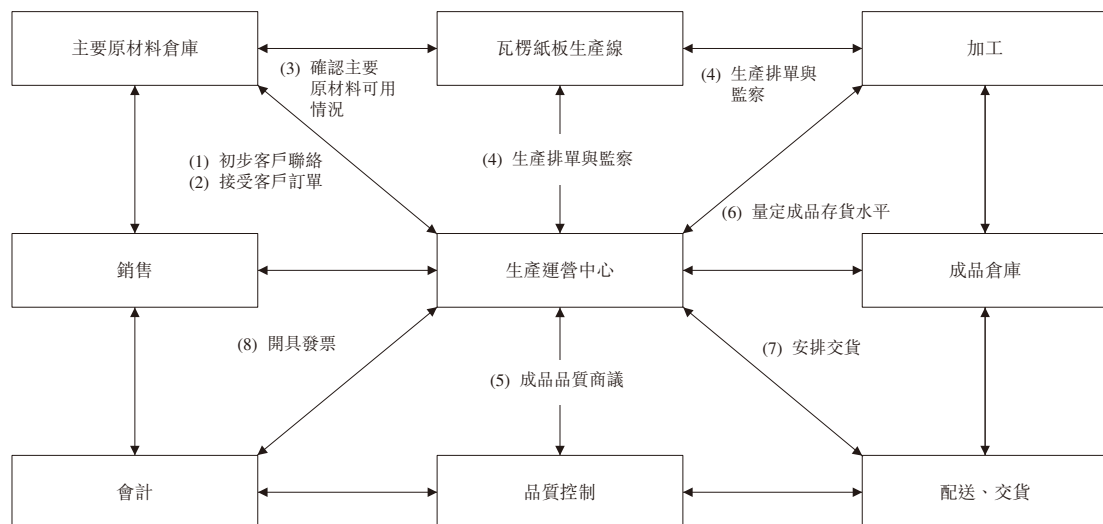 主要原材料倉庫
瓦楞紙板生產線
加工
(3) 確認主要
原材料可用
情況
(4) 生產排單與
監察
(1) 初步客戶聯絡
(2) 接受客戶訂單
(4) 生產排單與監察
(6) 量定成品存貨水平
銷售
生產運營中心
成品倉庫
(8) 開具發票
(5) 成品品質商議
(7) 安排交貨
會計
品質控制
配送、交貨